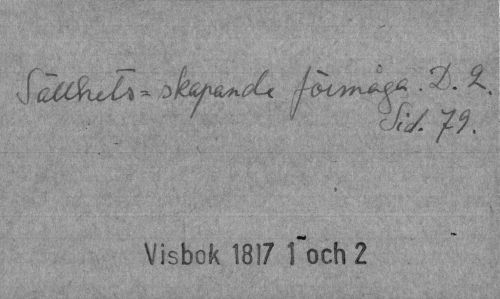 Sällhets=skapande förmåga. D. 2.
Sid. 79.
Visbok 1817 1 och 2